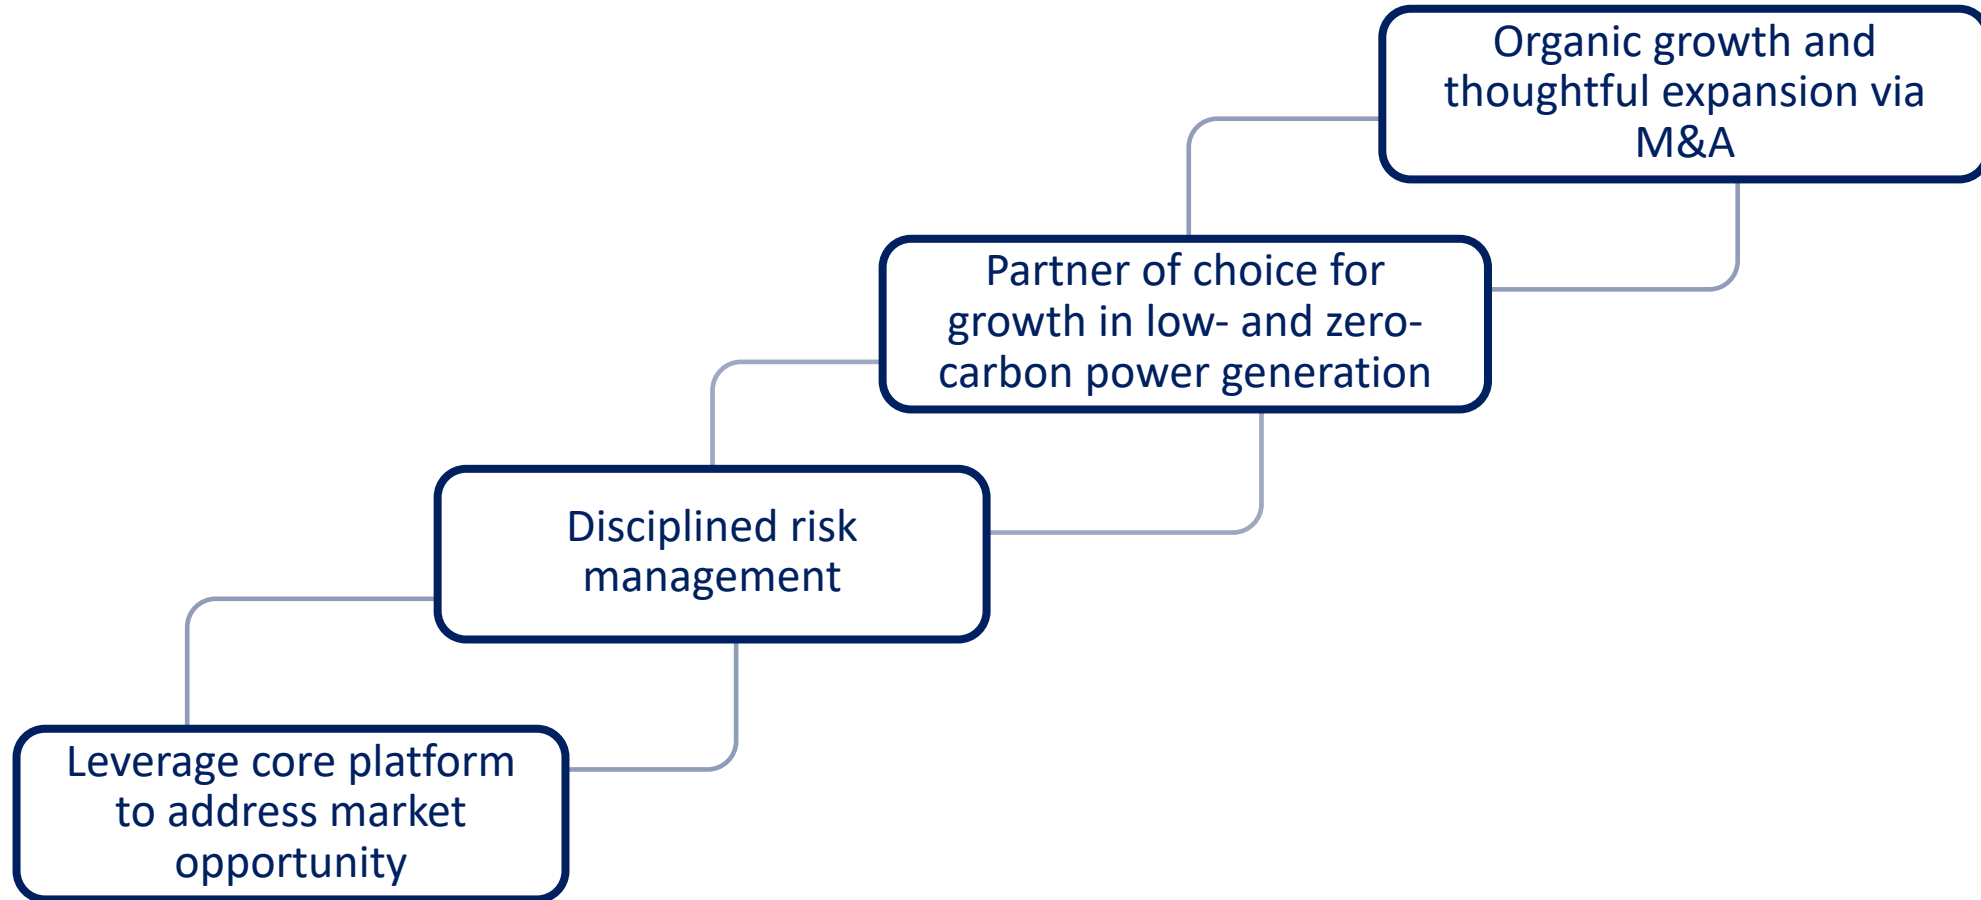 Organic growth and
thoughtful expansion via
M&A
Partner of choice for
growth in low- and zero-
carbon power generation
Disciplined risk
management
Leverage core platform
to address market
opportunity